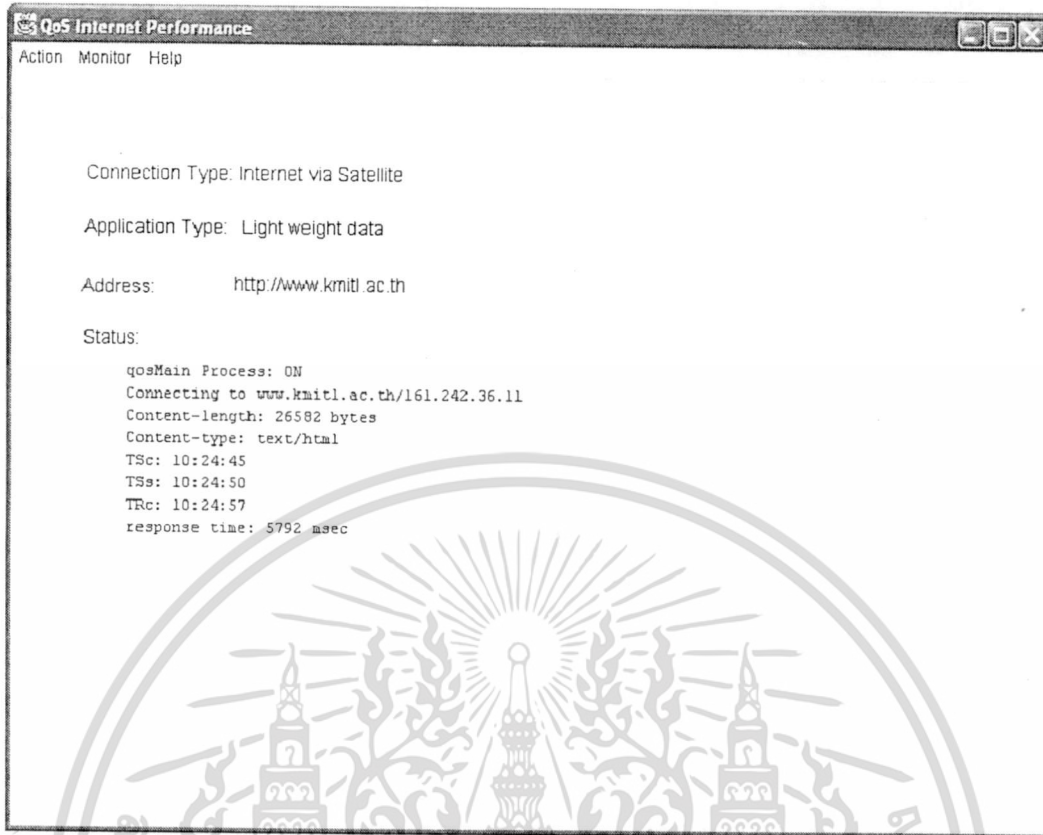 QoS Internet Performance
Action Monitor Help
Connection Type: Internet via Satellite
Application Type: Light weight data
Address: http://www.kmitl.ac.th
Status:
qosMain Process: ON
Connecting to www.kmitl.ac.th/161.242.36.11
Content-length: 26582 bytes
Content-type: text/html
TSc: 10:24:45
TSs: 10:24:50
TRc: 10:24:57
response time: 5792 msec